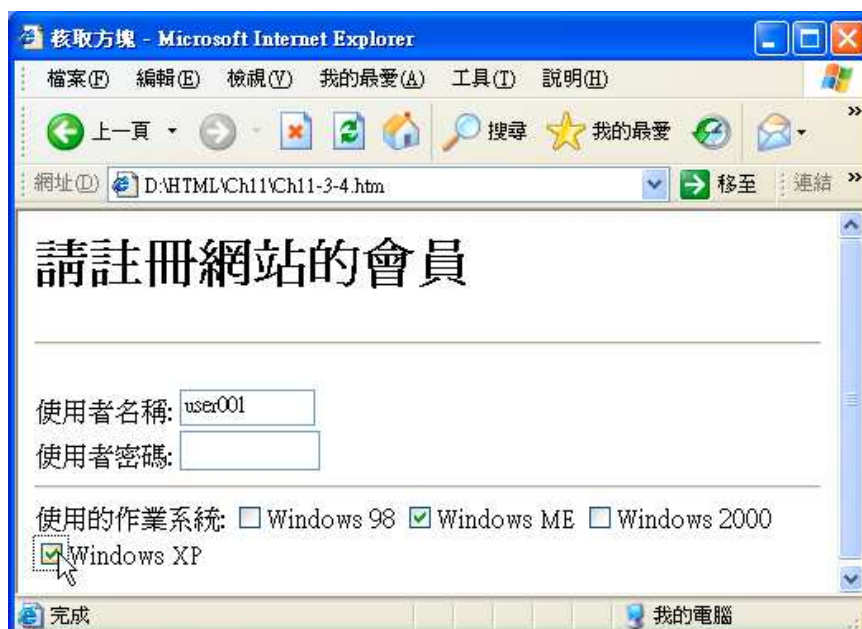 核取方塊 - Microsoft Internet Explorer
檔案(F) 編輯(E) 檢視(V) 我的最愛(A) 工具(T) 說明(H)
上一頁 搜尋 我的最愛 »
網址(D) D:\HTML\Ch11\Ch11-3-4.htm 移至 連結 »
請註冊網站的會員
使用者名稱: user001
使用者密碼:
使用的作業系統: Windows 98 Windows ME Windows 2000
Windows XP
完成 我的電腦